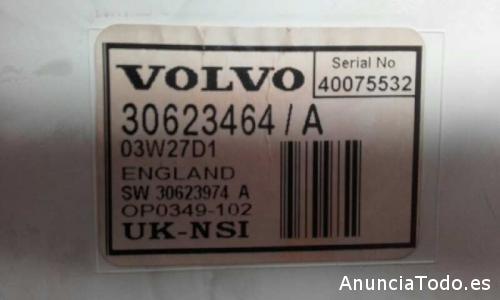 VOLVO
Serial No
40075532
30623464/A
03W27D1
ENGLAND
SW 30623974 A
OP0349-102
UK-NSI
AnunciaTodo.es